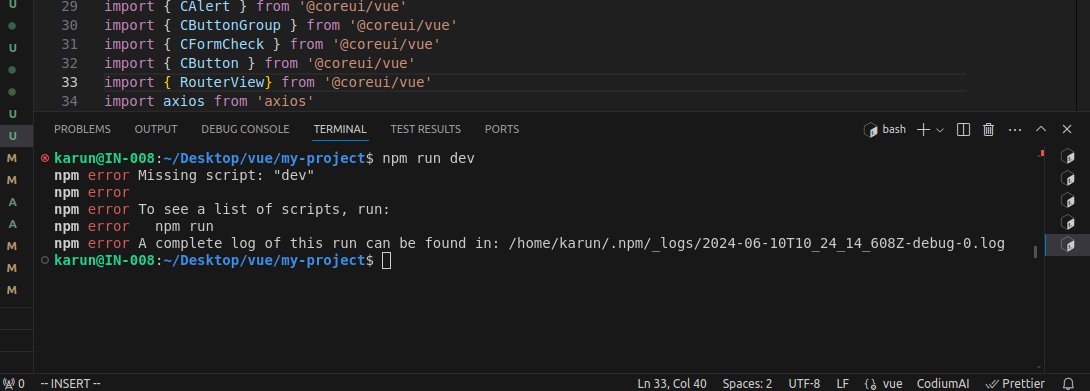 U
29 import { CAlert } from '@coreui/vue'
30 import { CButtonGroup } from '@coreui/vue'
U
31 import { CFormCheck } from '@coreui/vue'
32 import { CButton } from '@coreui/vue'
33 import { RouterView} from '@coreui/vue'
34 import axios from 'axios'
U
U
PROBLEMS OUTPUT DEBUG CONSOLE TERMINAL TEST RESULTS PORTS bash
M
karun@IN-008:~/Desktop/vue/my-project$ npm run dev
M
npm error Missing script: "dev"
npm error
A
npm error To see a list of scripts, run:
A
npm error   npm run
M
npm error A complete log of this run can be found in: /home/karun/.npm/_logs/2024-06-10T10_24_14_608Z-debug-0.log
M
karun@IN-008:~/Desktop/vue/my-project$
M
0 -- INSERT -- Ln 33, Col 40 Spaces: 2 UTF-8 LF vue CodiumAI Prettier